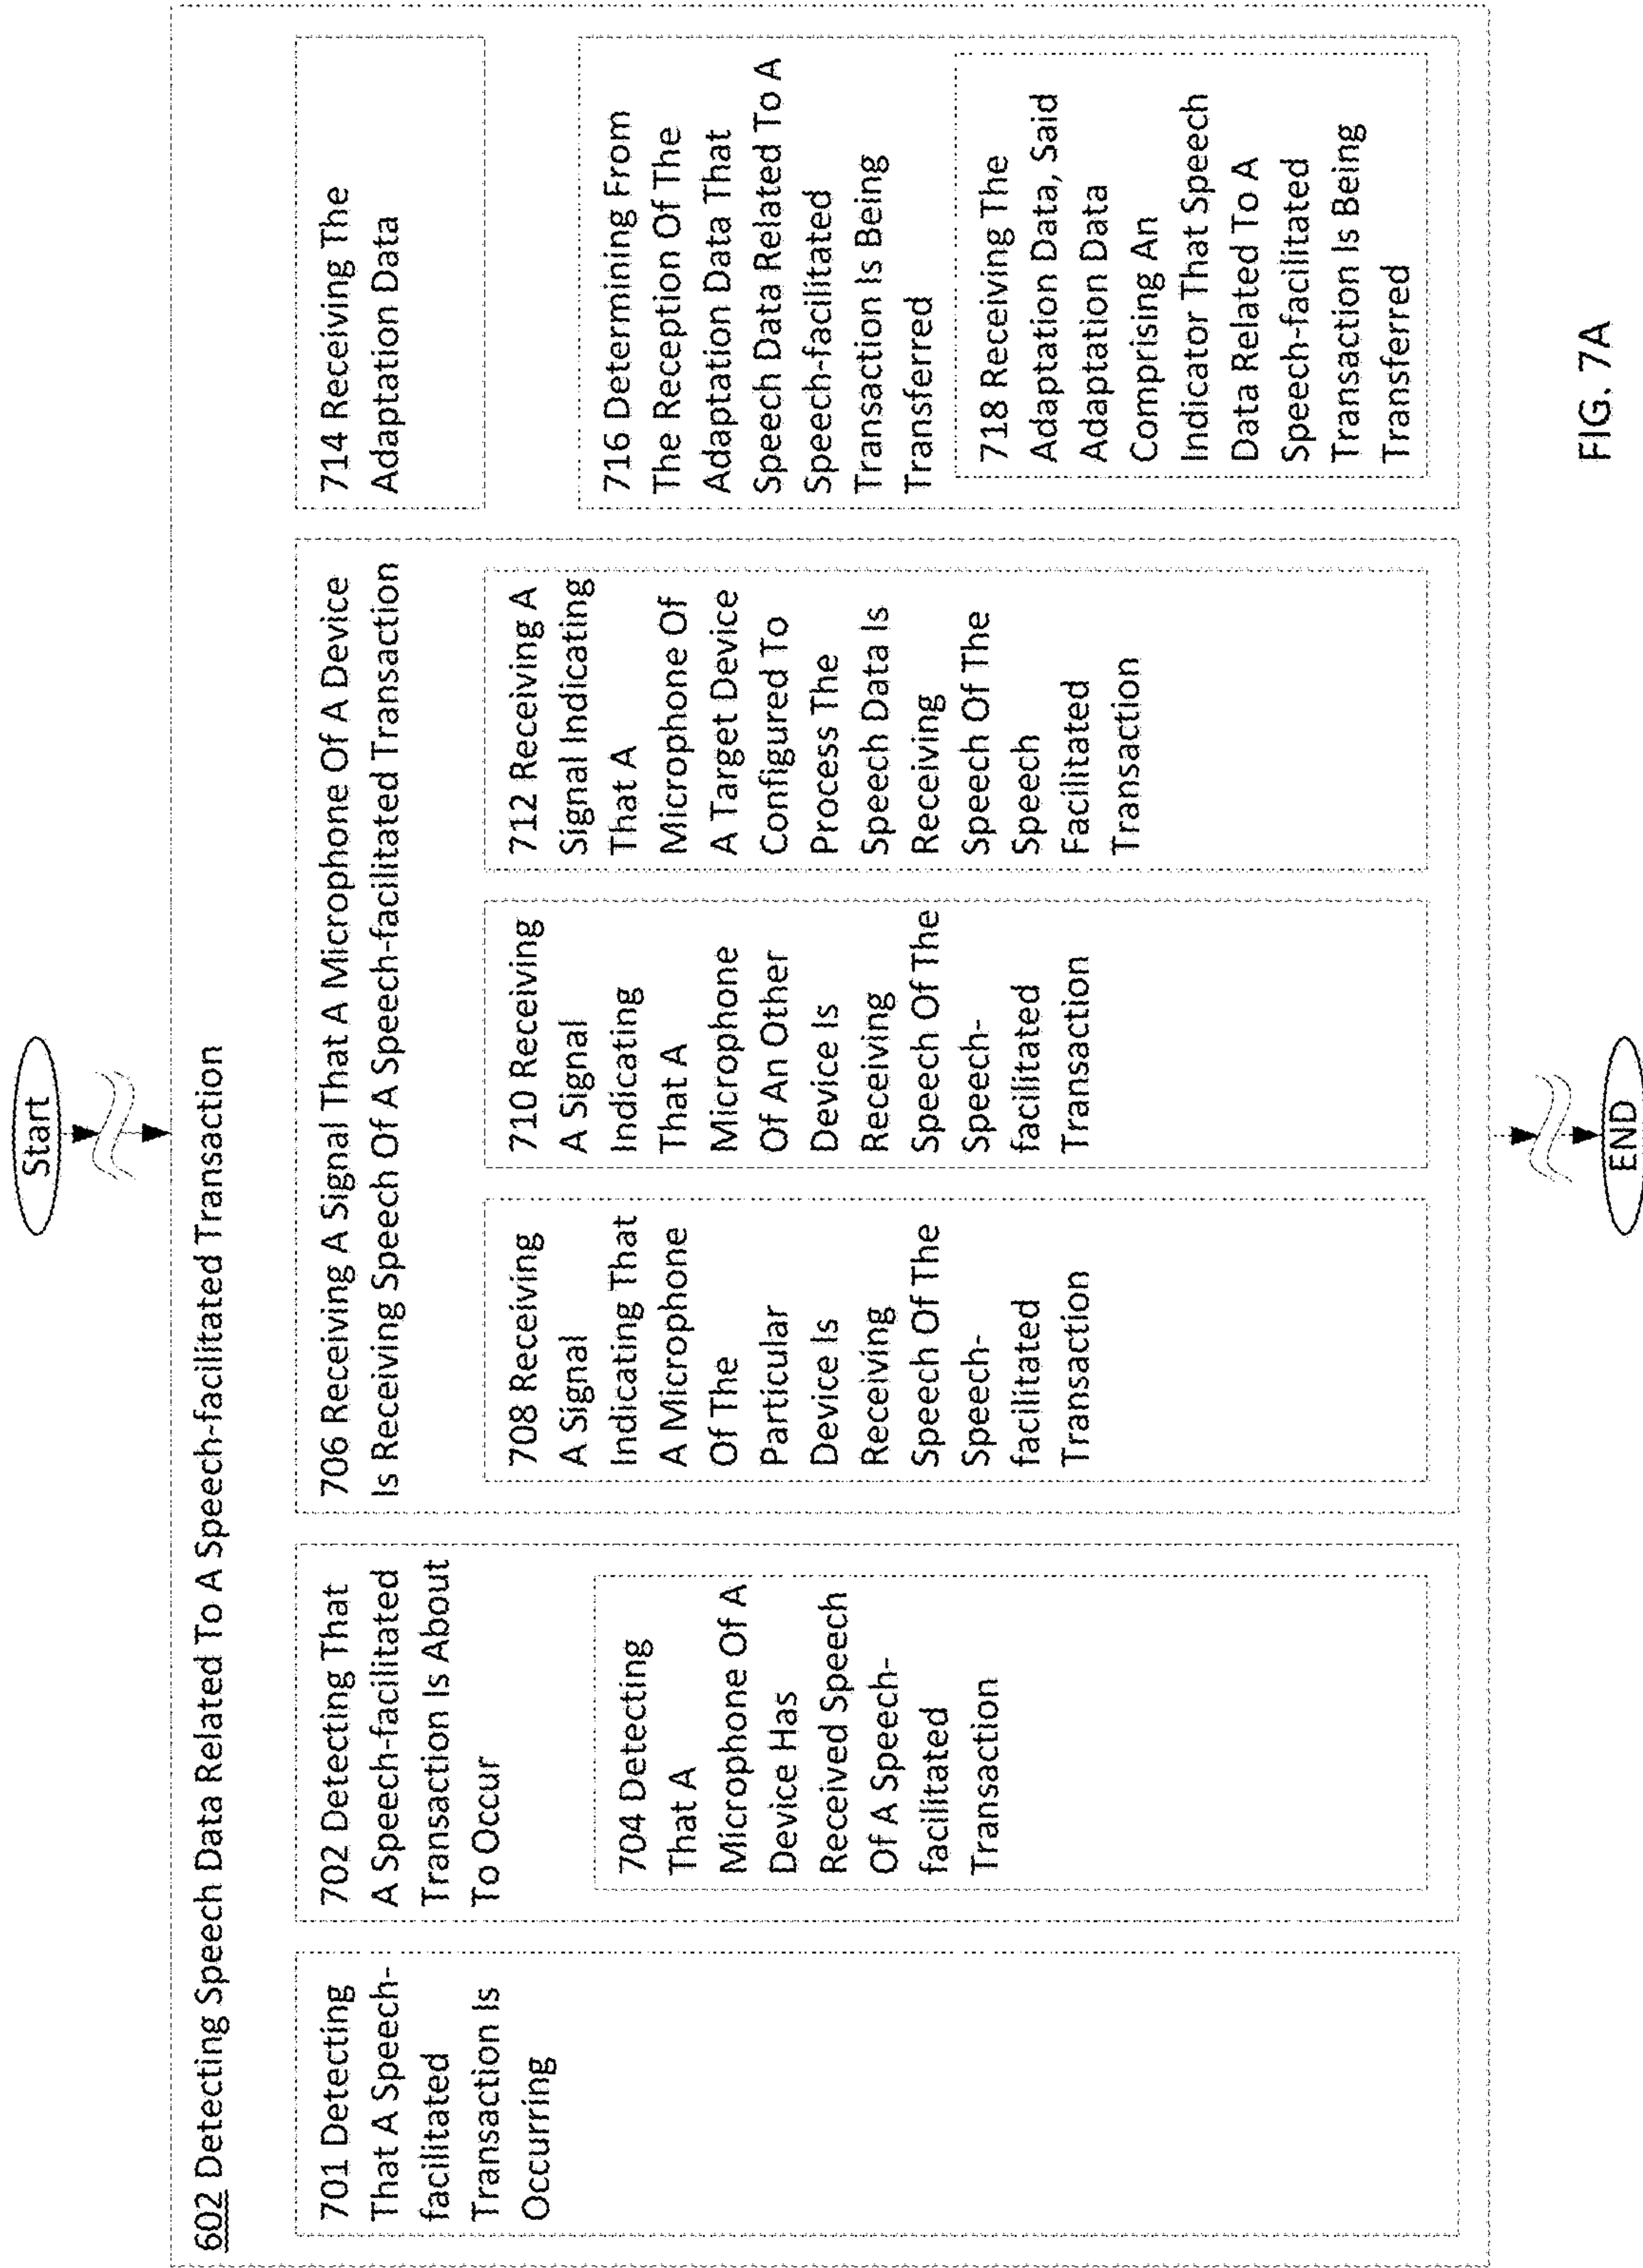 Start
602 Detecting Speech Data Related To A Speech-facilitated Transaction
701 Detecting
That A Speech-
facilitated
Transaction Is
Occurring
702 Detecting That
A Speech-facilitated
Transaction Is About
To Occur
704 Detecting
That A
Microphone Of A
Device Has
Received Speech
Of A Speech-
facilitated
Transaction
706 Receiving A Signal That A Microphone Of A Device
Is Receiving Speech Of A Speech-facilitated Transaction
708 Receiving
A Signal
Indicating That
A Microphone
Of The
Particular
Device Is
Receiving
Speech Of The
Speech-
facilitated
Transaction
710 Receiving
A Signal
Indicating
That A
Microphone
Of An Other
Device Is
Receiving
Speech Of The
Speech-
facilitated
Transaction
712 Receiving A
Signal Indicating
That A
Microphone Of
A Target Device
Configured To
Process The
Speech Data Is
Receiving
Speech Of The
Speech
Facilitated
Transaction
714 Receiving The
Adaptation Data
716 Determining From
The Reception Of The
Adaptation Data That
Speech Data Related To A
Speech-facilitated
Transaction Is Being
Transferred
718 Receiving The
Adaptation Data, Said
Adaptation Data
Comprising An
Indicator That Speech
Data Related To A
Speech-facilitated
Transaction Is Being
Transferred
END
FIG. 7A